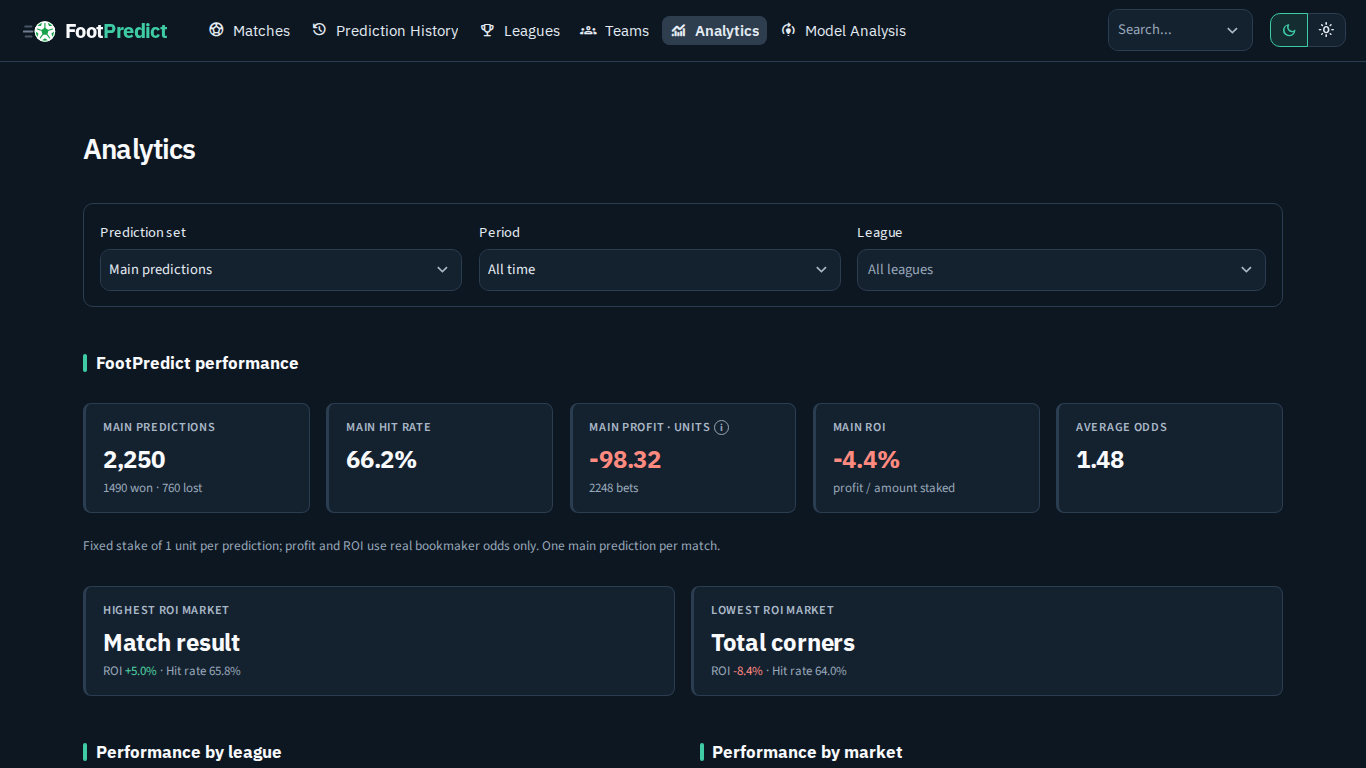 FootPredict Matches Prediction History Leagues Teams Analytics Model Analysis Search...
Analytics
Prediction set Period League
Main predictions All time All leagues
FootPredict performance
MAIN PREDICTIONS MAIN HIT RATE MAIN PROFIT · UNITS i MAIN ROI AVERAGE ODDS
2,250 66.2% -98.32 -4.4% 1.48
1490 won · 760 lost 2248 bets profit / amount staked
Fixed stake of 1 unit per prediction; profit and ROI use real bookmaker odds only. One main prediction per match.
HIGHEST ROI MARKET LOWEST ROI MARKET
Match result Total corners
ROI +5.0% · Hit rate 65.8% ROI -8.4% · Hit rate 64.0%
Performance by league Performance by market